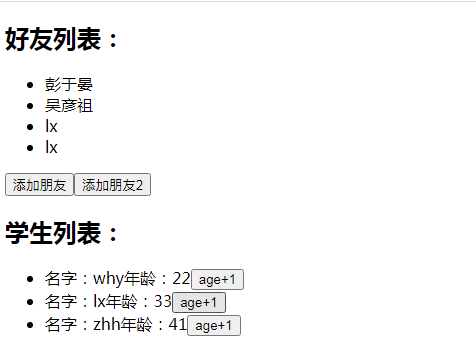 好友列表：
彭于晏
吴彦祖
lx
lx
添加朋友 添加朋友2
学生列表：
名字：why年龄：22 age+1
名字：lx年龄：33 age+1
名字：zhh年龄：41 age+1